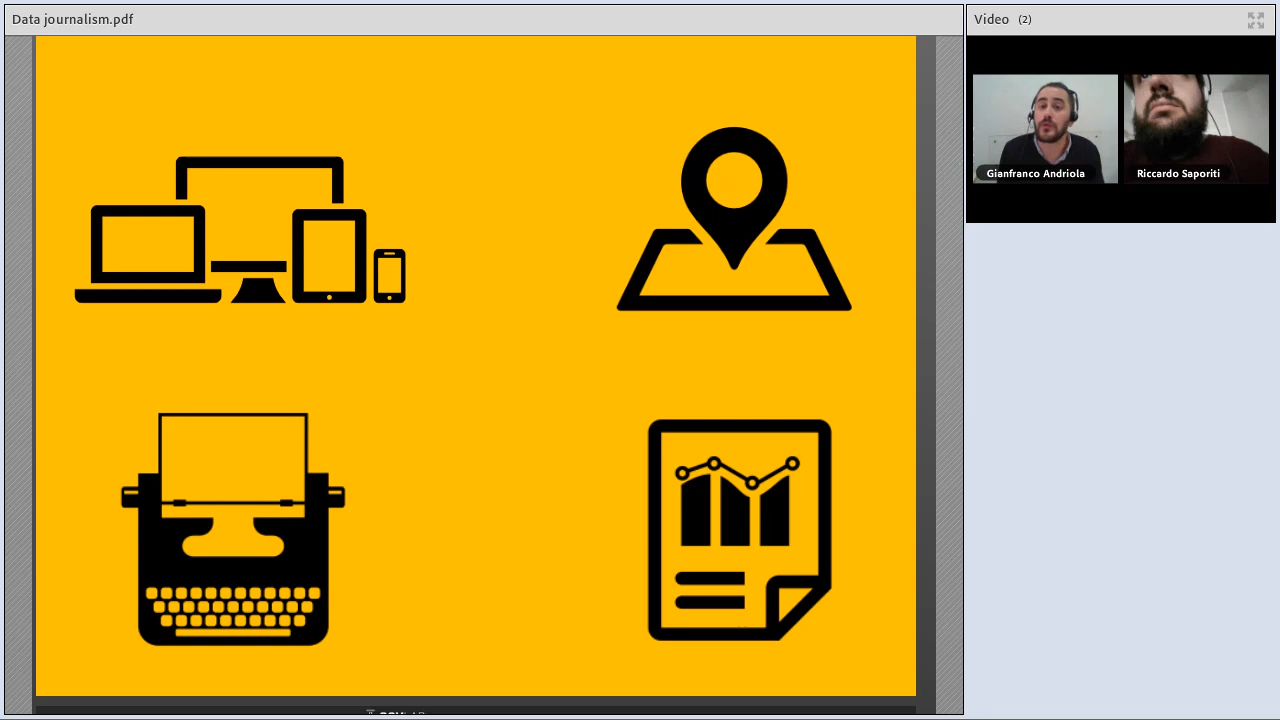 Data journalism.pdf
Video (2)
Gianfranco Andriola
Riccardo Saporiti